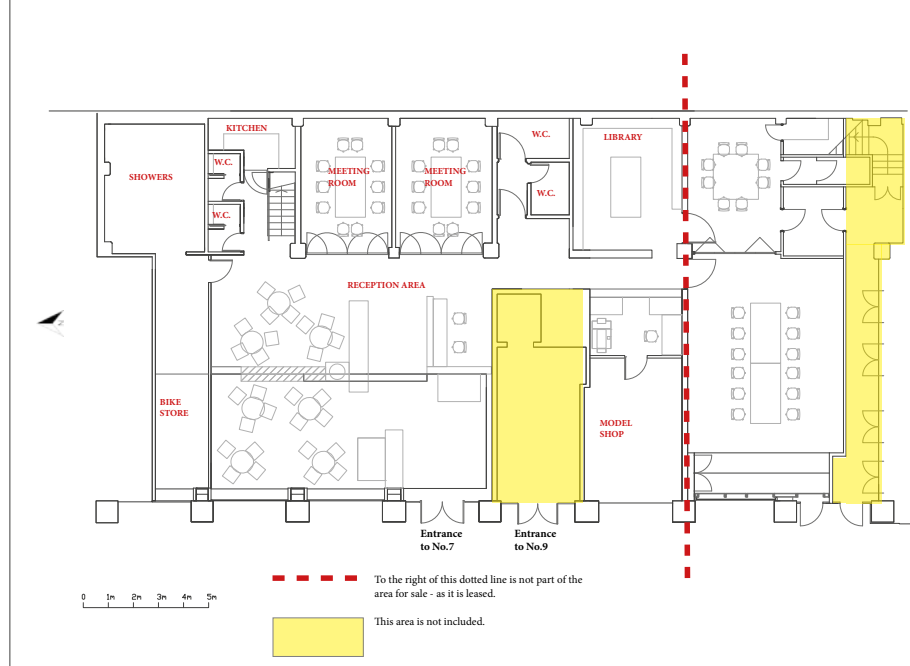 KITCHEN
W.C.
LIBRARY
W.C.
SHOWERS
MEETING
ROOM
MEETING
ROOM
W.C.
W.C.
RECEPTION AREA
Z
BIKE
STORE
MODEL
SHOP
Entrance
to No.7
Entrance
to No.9
To the right of this dotted line is not part of the
area for sale - as it is leased.
0 1m 2m 3m 4m 5m
This area is not included.